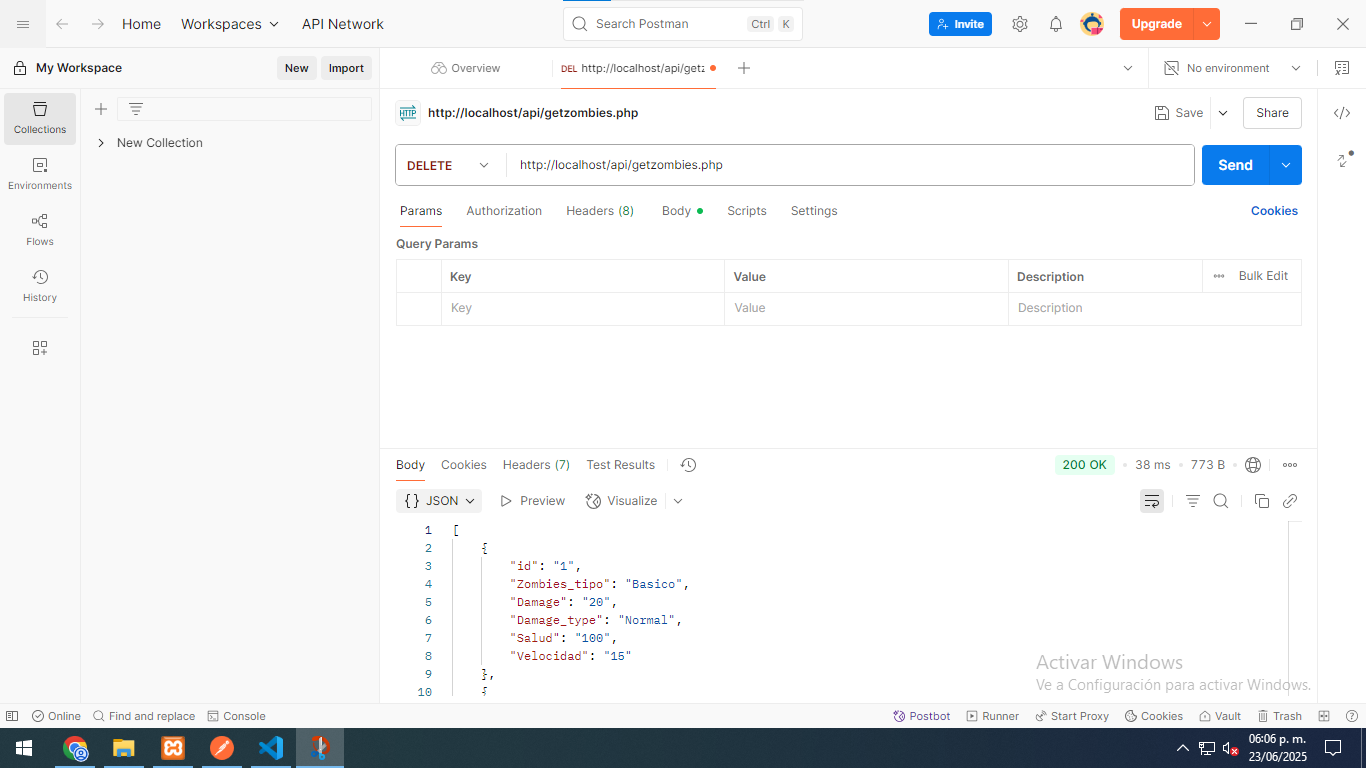 Home Workspaces API Network Search Postman Ctrl K Invite Upgrade
My Workspace New Import Overview DEL http://localhost/api/getz No environment
HTTP http://localhost/api/getzombies.php Save Share
Collections
New Collection
Environments
Flows
History
DELETE http://localhost/api/getzombies.php Send
Params Authorization Headers (8) Body Scripts Settings Cookies
Query Params
Key Value Description Bulk Edit
Key Value Description
Body Cookies Headers (7) Test Results 200 OK 38 ms 773 B
{} JSON Preview Visualize
1 [
2 {
3 "id": "1",
4 "Zombies_tipo": "Basico",
5 "Damage": "20",
6 "Damage_type": "Normal",
7 "Salud": "100",
8 "Velocidad": "15"
9 },
10 {
Activar Windows
Ve a Configuración para activar Windows.
Online Find and replace Console Postbot Runner Start Proxy Cookies Vault Trash
06:06 p. m.
23/06/2025